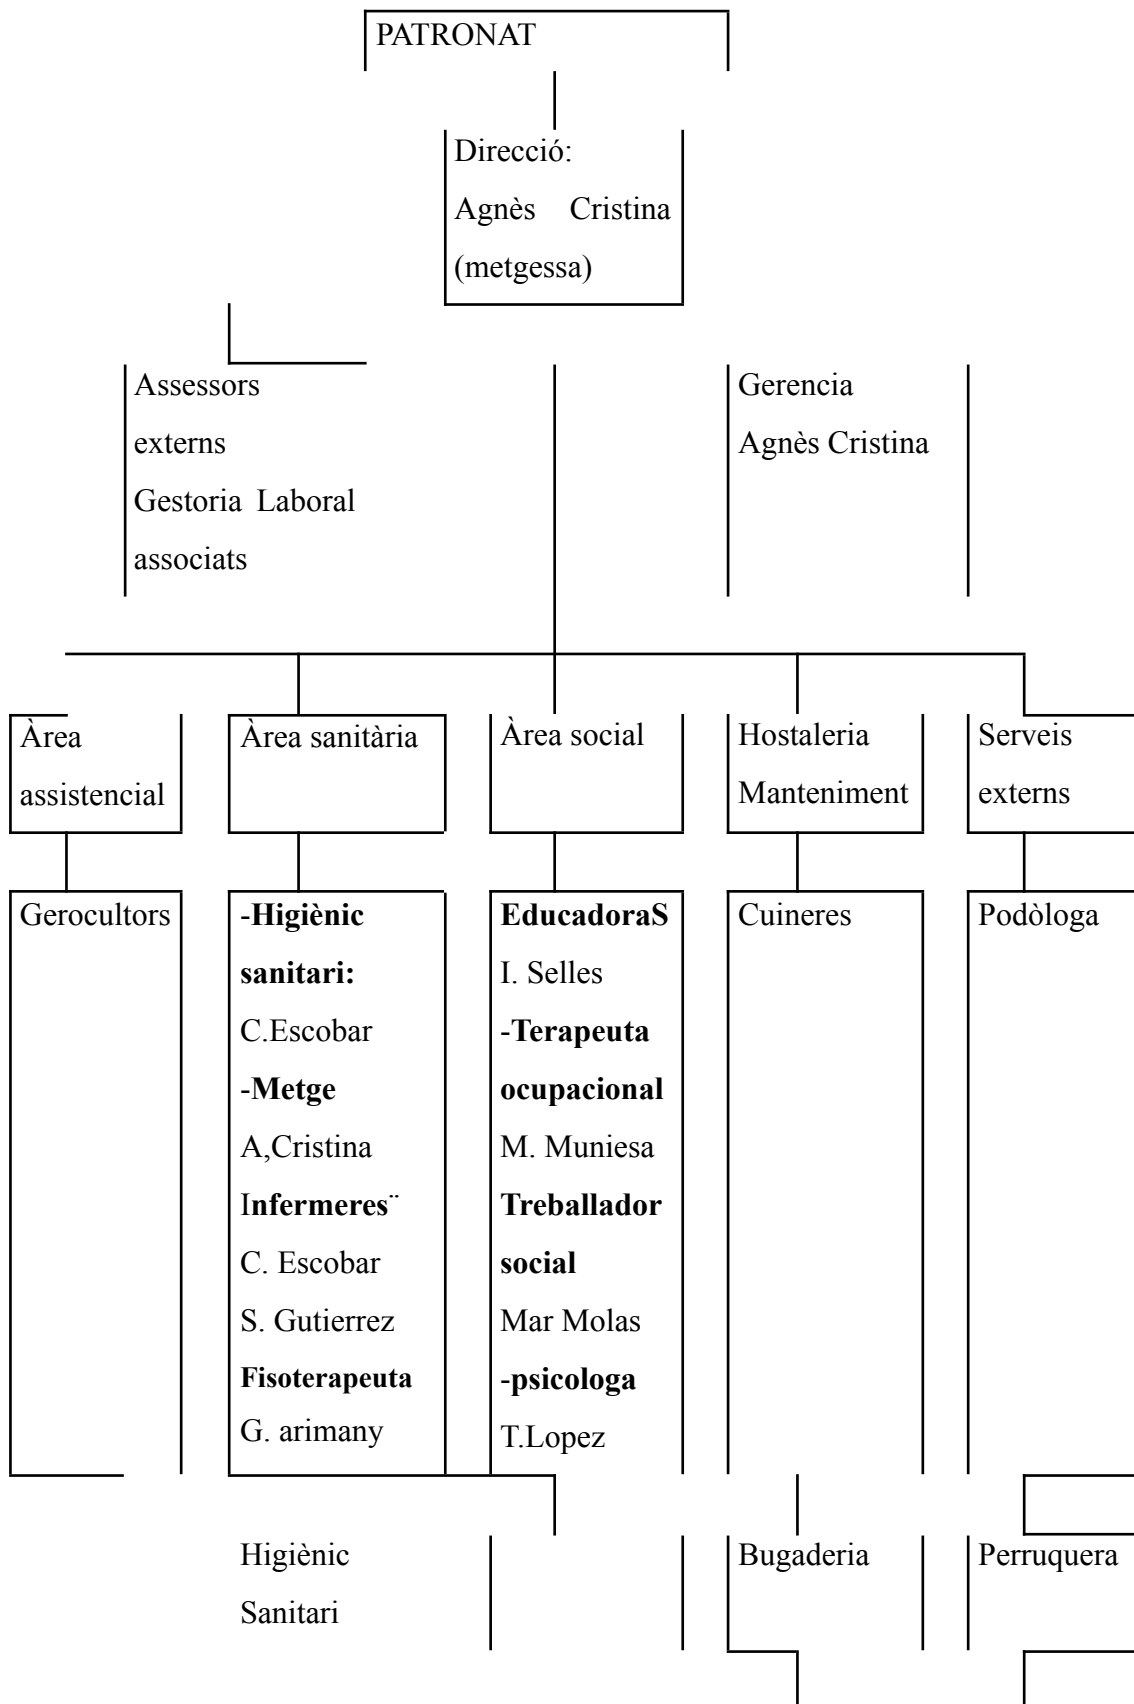 PATRONAT
Direcció:
Agnès Cristina
(metgessa)
Assessors
externs
Gestoria Laboral
associats
Gerencia
Agnès Cristina
Àrea
assistencial
Àrea sanitària
Àrea social
Hostaleria
Manteniment
Serveis
externs
Gerocultors
-Higiènic
sanitari:
C.Escobar
-Metge
A,Cristina
Infermeres¨
C. Escobar
S. Gutierrez
Fisoterapeuta
G. arimany
EducadoraS
I. Selles
-Terapeuta
ocupacional
M. Muniesa
Treballador
social
Mar Molas
-psicologa
T.Lopez
Cuineres
Podòloga
Higiènic
Sanitari
Bugaderia
Perruquera